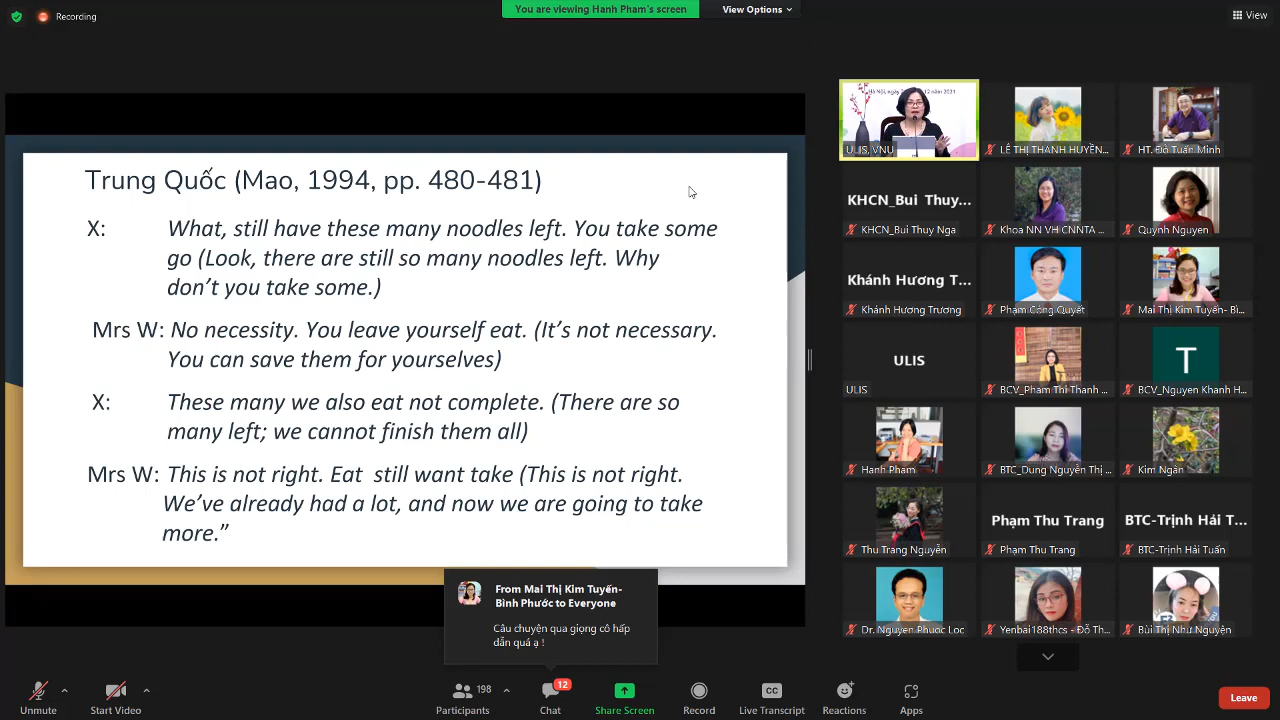 Recording
You are viewing Hanh Pham's screen
View Options
View
Trung Quốc (Mao, 1994, pp. 480-481)
X: What, still have these many noodles left. You take some
go (Look, there are still so many noodles left. Why
don't you take some.)
Mrs W: No necessity. You leave yourself eat. (It's not necessary.
You can save them for yourselves)
X: These many we also eat not complete. (There are so
many left; we cannot finish them all)
Mrs W: This is not right. Eat still want take (This is not right.
We've already had a lot, and now we are going to take
more."
Hà Nội, ngày 12 năm 2021
ULIS, VNU
LÊ THỊ THANH HUYỀN...
HT. Đỗ Tuấn Minh
KHCN_Bui Thuy...
KHCN_Bui Thuy Nga
Khoa NN VH CNNTA ...
Quỳnh Nguyen
Khánh Hương T...
Khánh Hương Trương
Phạm Công Quyết
Mai Thị Kim Tuyến- Bì...
ULIS
ULIS
BCV_Phạm Thị Thanh ...
T
BCV_Nguyen Khanh H...
Hanh Pham
BTC_Dung Nguyễn Thị ...
Kim Ngân
Thu Trang Nguyễn
Phạm Thu Trang
Phạm Thu Trang
BTC-Trịnh Hải T...
BTC-Trịnh Hải Tuấn
Dr. Nguyen Phuoc Loc
Yenbai188thcs - Đỗ Th...
Bùi Thị Như Nguyện
From Mai Thị Kim Tuyến-
Bình Phước to Everyone
Câu chuyện qua giọng cô hấp
dẫn quá ạ !
Unmute
Start Video
198
Participants
12
Chat
Share Screen
Record
CC
Live Transcript
Reactions
Apps
Leave